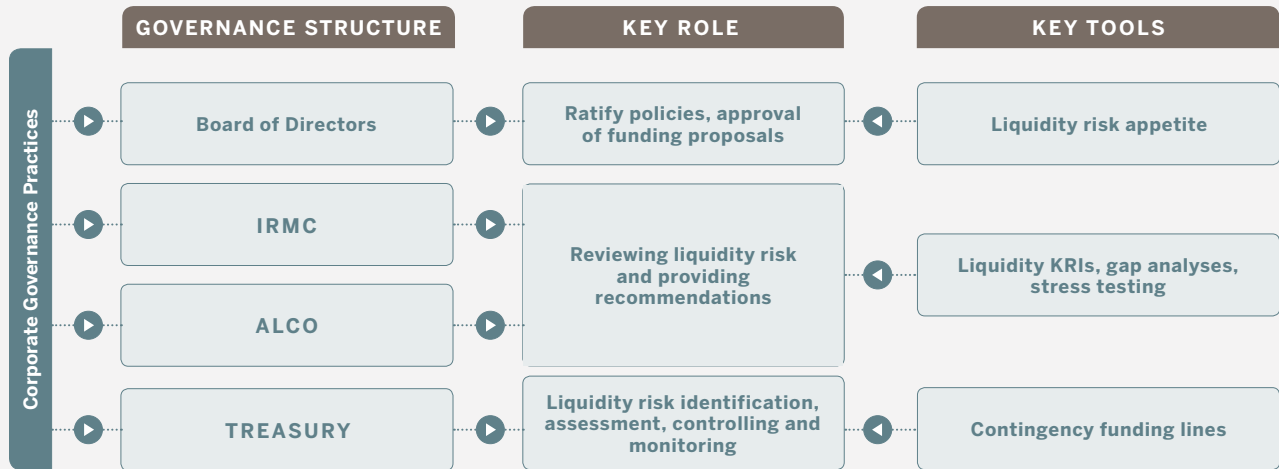 GOVERNANCE STRUCTURE
KEY ROLE
KEY TOOLS
Corporate Governance Practices
Board of Directors
Ratify policies, approval
of funding proposals
Liquidity risk appetite
IRMC
ALCO
Reviewing liquidity risk
and providing
recommendations
Liquidity KRIs, gap analyses,
stress testing
TREASURY
Liquidity risk identification,
assessment, controlling and
monitoring
Contingency funding lines